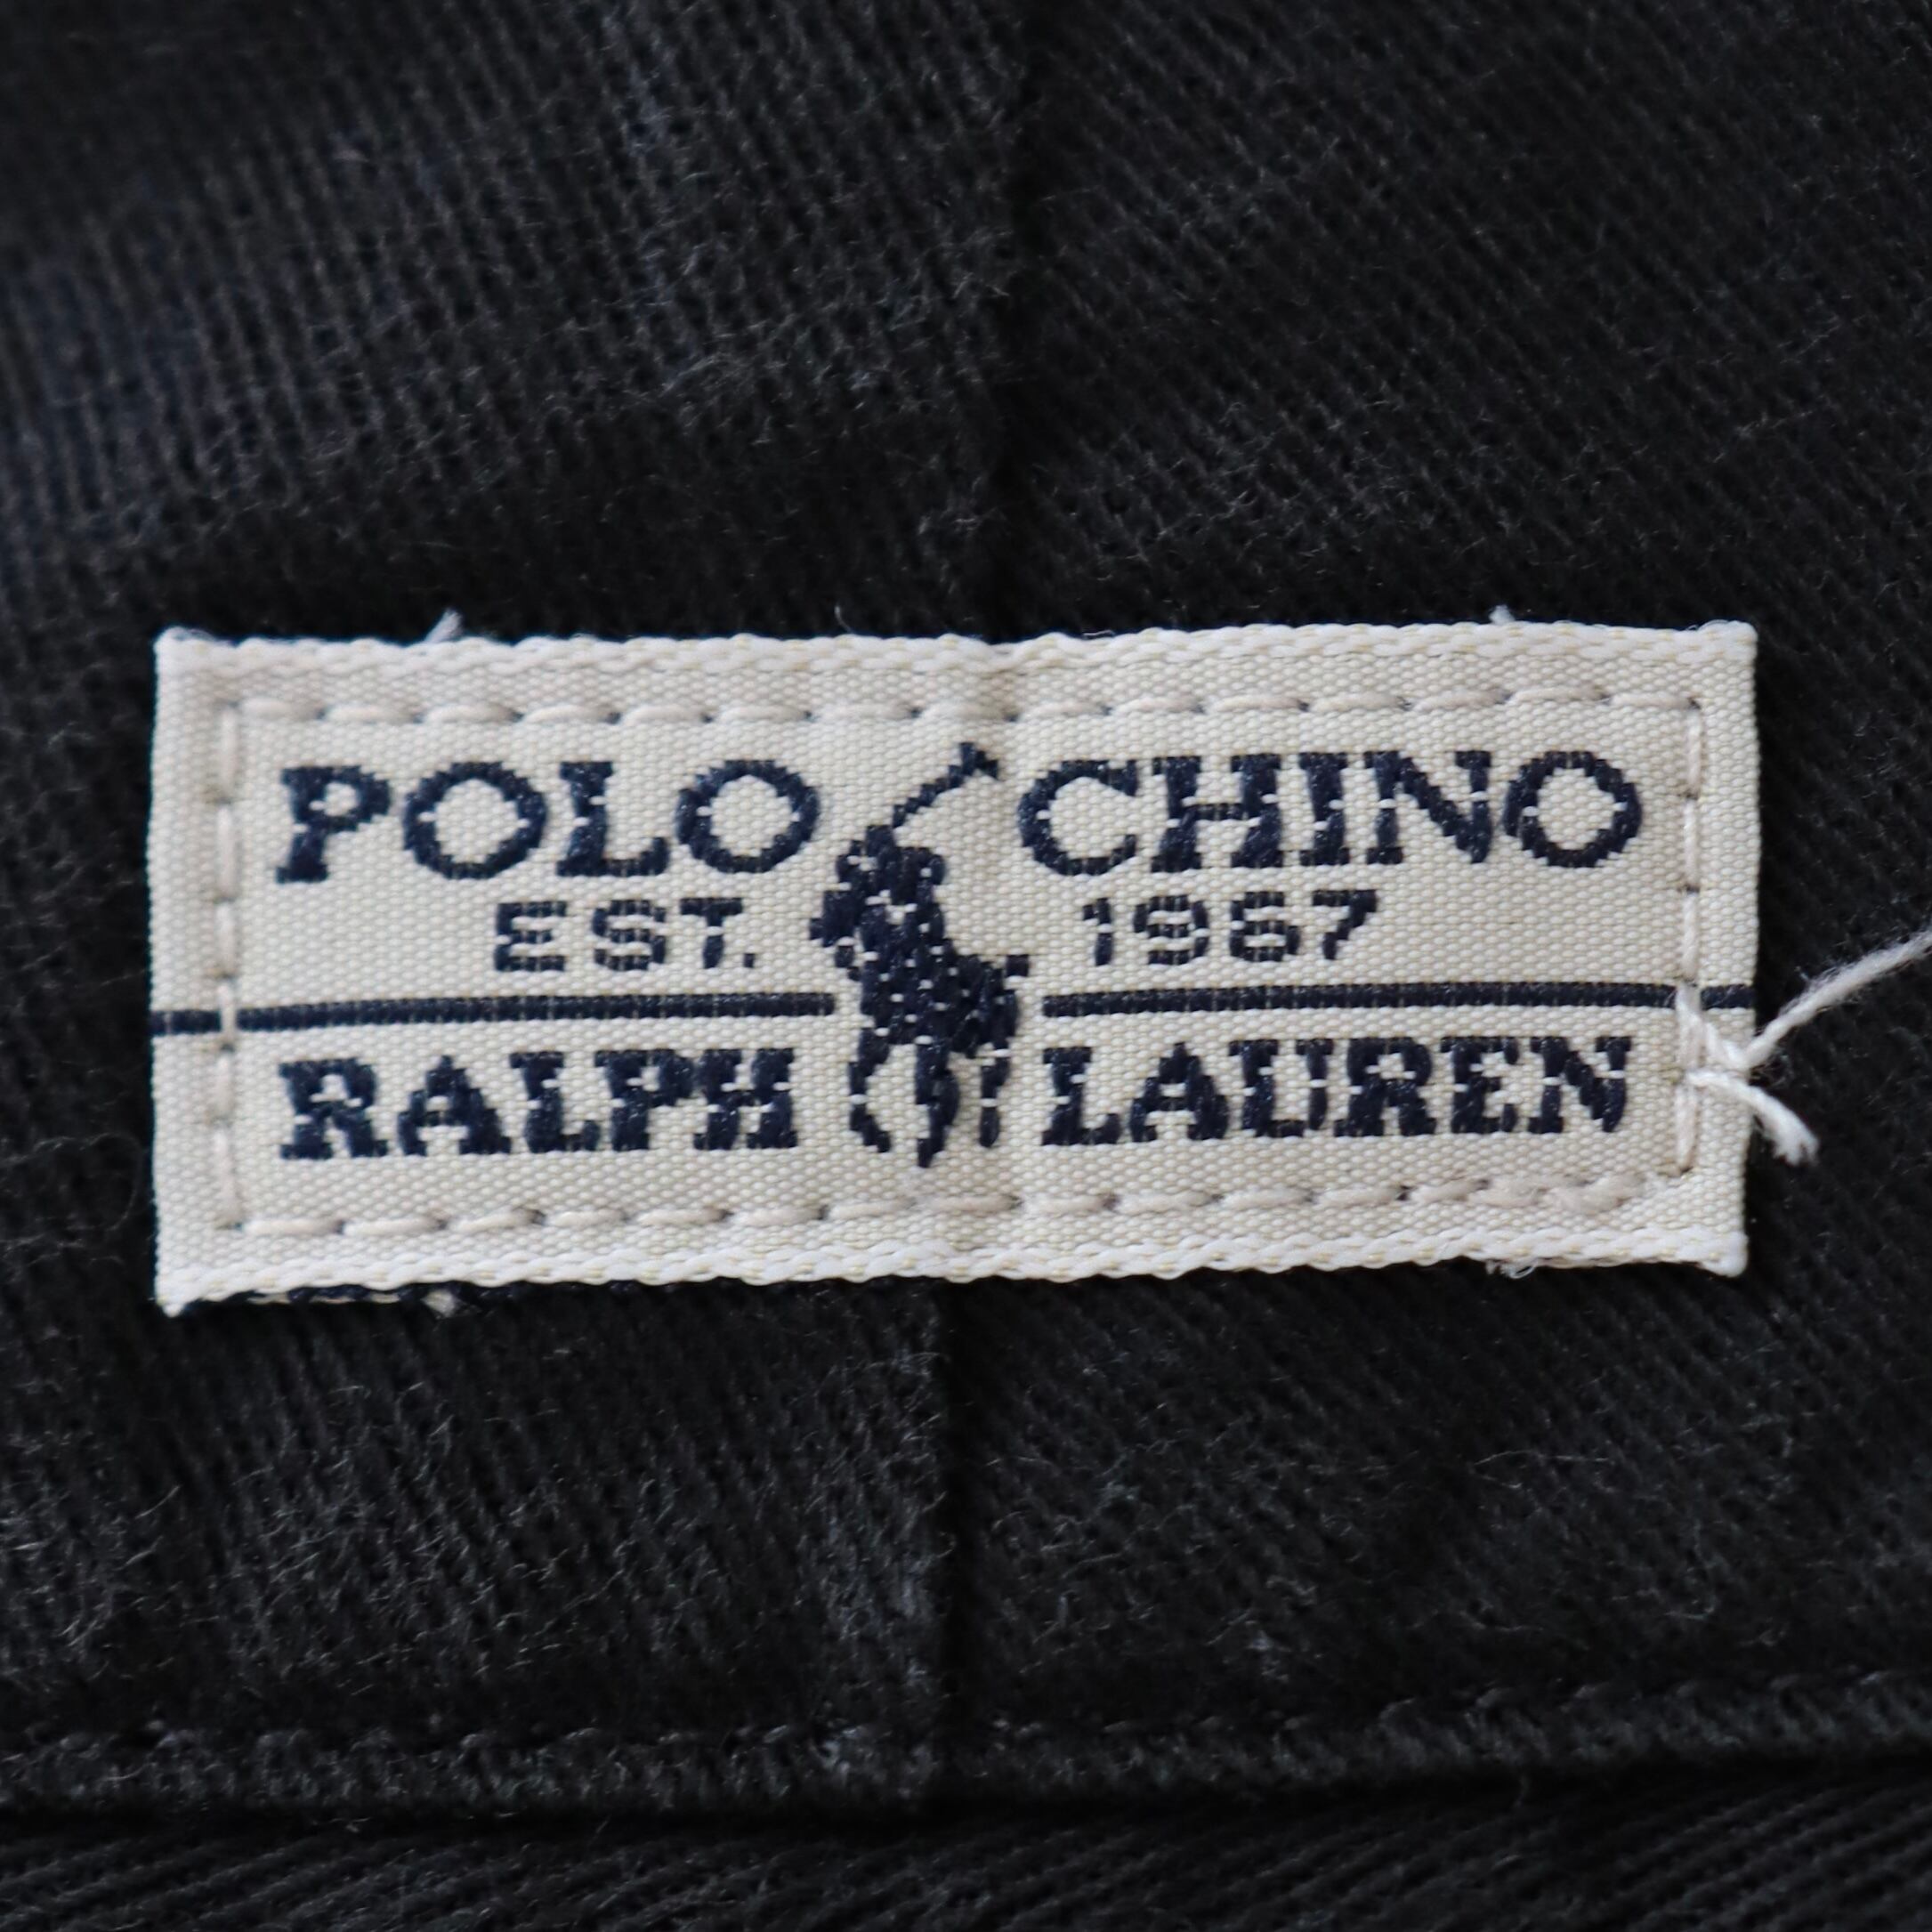 POLO CHINO
EST. 1967
RALPH LAUREN